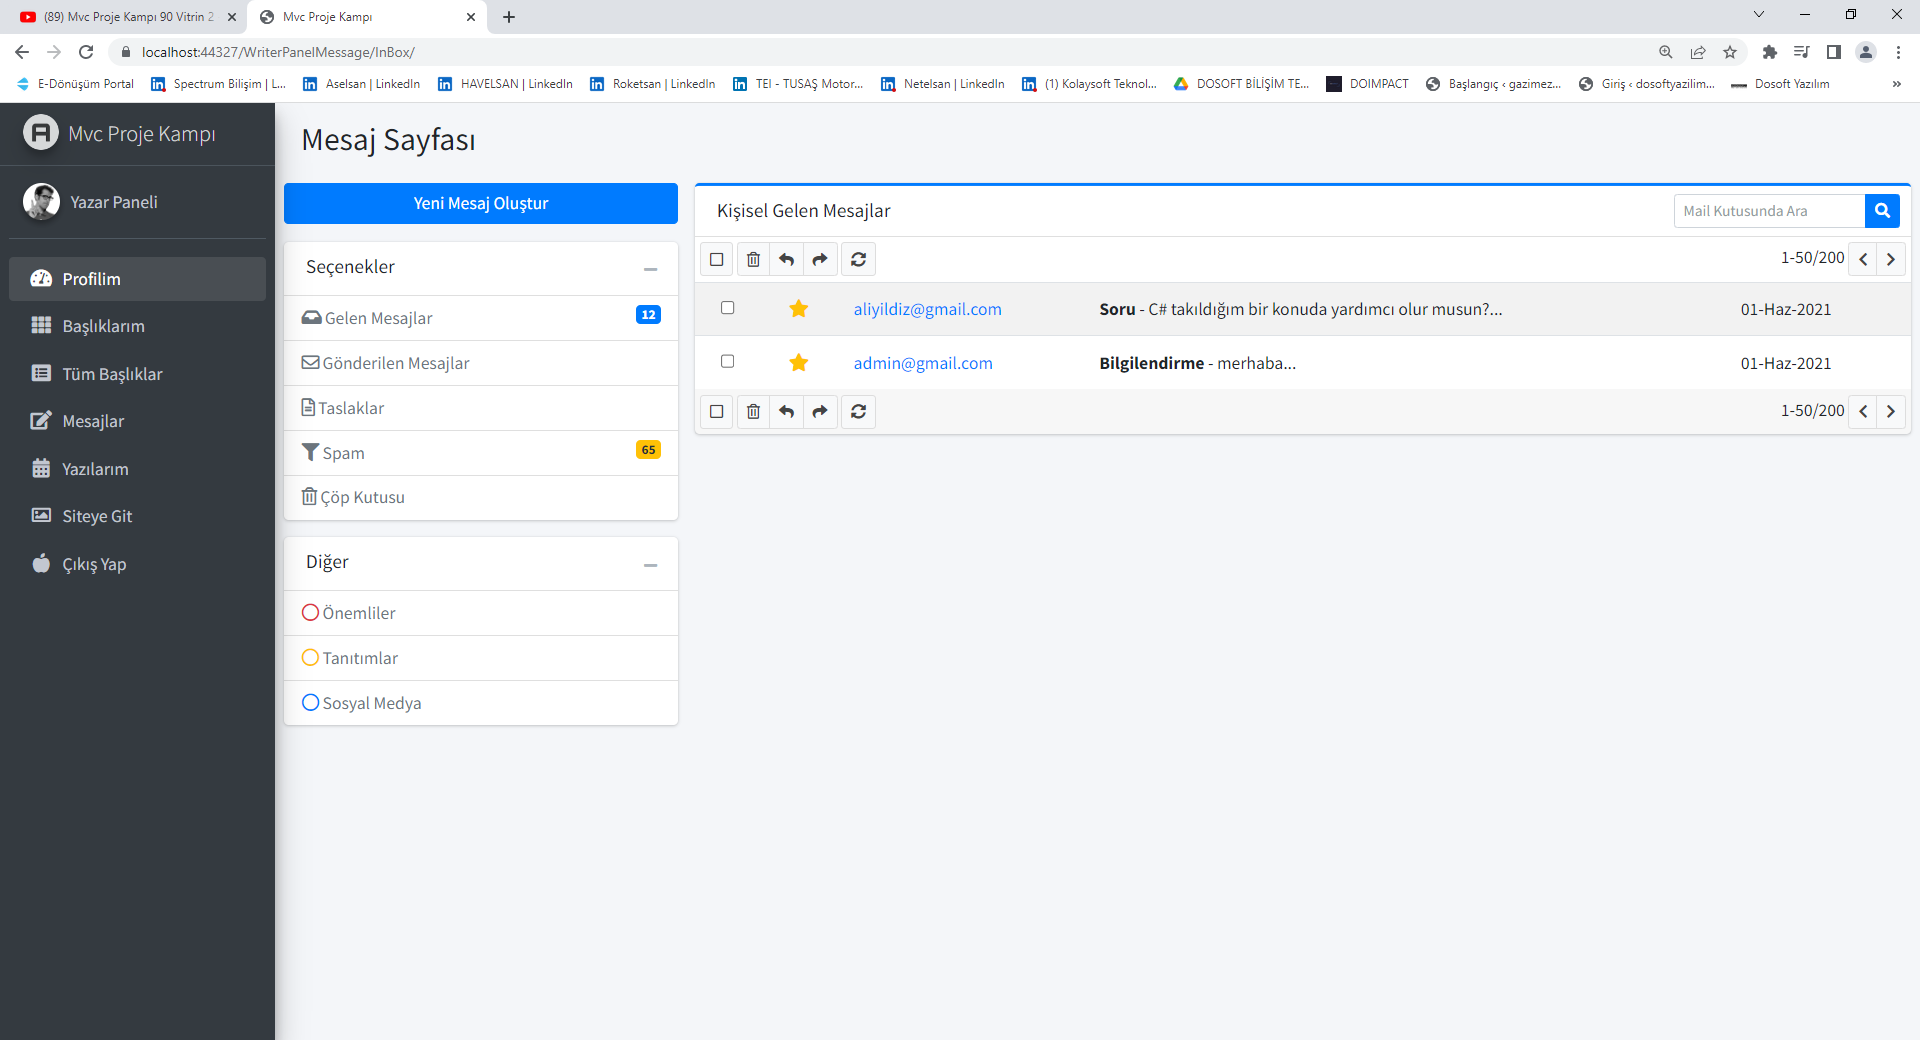 (89) Mvc Proje Kampı 90 Vitrin 2
Mvc Proje Kampı
localhost:44327/WriterPanelMessage/InBox/
E-Dönüşüm Portal
Spectrum Bilişim | L...
Aselsan | LinkedIn
HAVELSAN | LinkedIn
Roketsan | LinkedIn
TEI - TUSAŞ Motor...
Netelsan | LinkedIn
(1) Kolaysoft Teknol...
DOSOFT BİLİŞİM TE...
DOIMPACT
Başlangıç ‹ gazimez...
Giriş ‹ dosoftyazilim...
Dosoft Yazılım
»
A
Mvc Proje Kampı
Yazar Paneli
Profilim
Başlıklarım
Tüm Başlıklar
Mesajlar
Yazılarım
Siteye Git
Çıkış Yap
Mesaj Sayfası
Yeni Mesaj Oluştur
Seçenekler
Gelen Mesajlar 12
Gönderilen Mesajlar
Taslaklar
Spam 65
Çöp Kutusu
Diğer
Önemliler
Tanıtımlar
Sosyal Medya
Kişisel Gelen Mesajlar
Mail Kutusunda Ara
1-50/200
aliyildiz@gmail.com Soru - C# takıldığım bir konuda yardımcı olur musun?... 01-Haz-2021
admin@gmail.com Bilgilendirme - merhaba... 01-Haz-2021
1-50/200